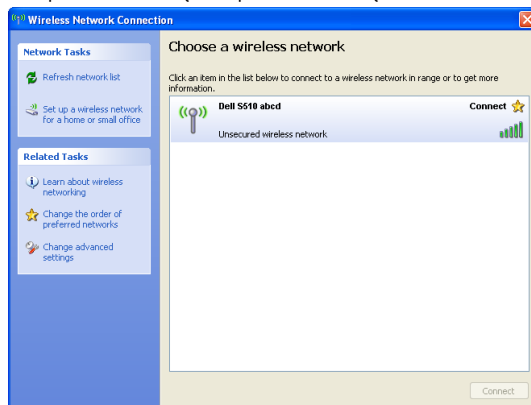 Wireless Network Connection
Network Tasks
Refresh network list
Set up a wireless network
for a home or small office
Related Tasks
Learn about wireless
networking
Change the order of
preferred networks
Change advanced
settings
Choose a wireless network
Click an item in the list below to connect to a wireless network in range or to get more
information.
Dell S510 abcd
Connect
Unsecured wireless network
Connect